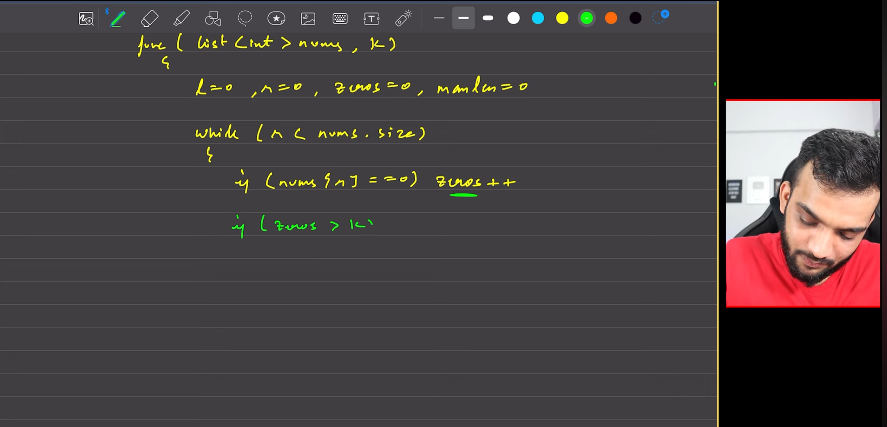 func ( list <int > nums , k)
{
l=0 , r=0 , zeros=0 , maxlen=0
while ( r < nums.size)
{
if (nums[r] ==0) zeros++
if (zeros > k)
T